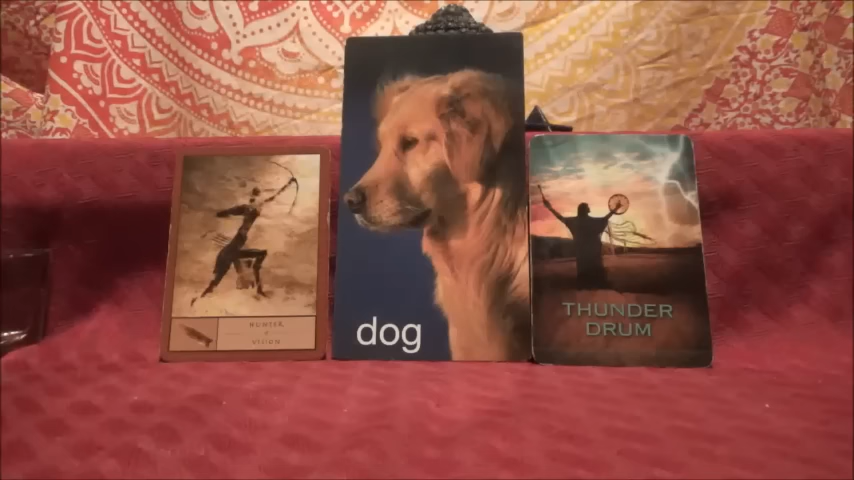 HUNTER
VISION
dog
THUNDER
DRUM